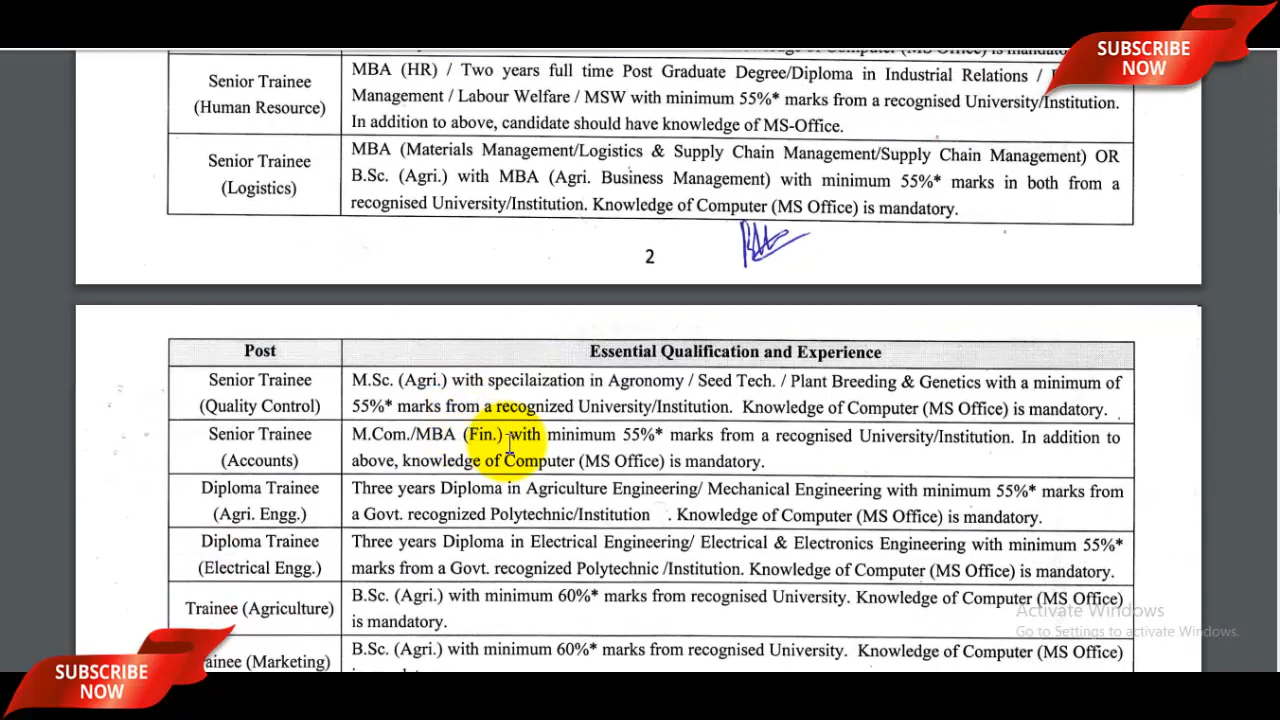 SUBSCRIBE
NOW
of Computer (MS Office) is mandatory
Senior Trainee
(Human Resource)
MBA (HR) / Two years full time Post Graduate Degree/Diploma in Industrial Relations /
Management / Labour Welfare / MSW with minimum 55%* marks from a recognised University/Institution.
In addition to above, candidate should have knowledge of MS-Office.
Senior Trainee
(Logistics)
MBA (Materials Management/Logistics & Supply Chain Management/Supply Chain Management) OR
B.Sc. (Agri.) with MBA (Agri. Business Management) with minimum 55%* marks in both from a
recognised University/Institution. Knowledge of Computer (MS Office) is mandatory.
2
Post
Essential Qualification and Experience
Senior Trainee
(Quality Control)
M.Sc. (Agri.) with specilaization in Agronomy / Seed Tech. / Plant Breeding & Genetics with a minimum of
55%* marks from a recognized University/Institution. Knowledge of Computer (MS Office) is mandatory.
Senior Trainee
(Accounts)
M.Com./MBA (Fin.) with minimum 55%* marks from a recognised University/Institution. In addition to
above, knowledge of Computer (MS Office) is mandatory.
Diploma Trainee
(Agri. Engg.)
Three years Diploma in Agriculture Engineering/ Mechanical Engineering with minimum 55%* marks from
a Govt. recognized Polytechnic/Institution . Knowledge of Computer (MS Office) is mandatory.
Diploma Trainee
(Electrical Engg.)
Three years Diploma in Electrical Engineering/ Electrical & Electronics Engineering with minimum 55%*
marks from a Govt. recognized Polytechnic /Institution. Knowledge of Computer (MS Office) is mandatory.
Trainee (Agriculture)
B.Sc. (Agri.) with minimum 60%* marks from recognised University. Knowledge of Computer (MS Office)
is mandatory.
Activate Windows
Go to Settings to activate Windows.
ainee (Marketing)
B.Sc. (Agri.) with minimum 60%* marks from recognised University. Knowledge of Computer (MS Office)
SUBSCRIBE
NOW